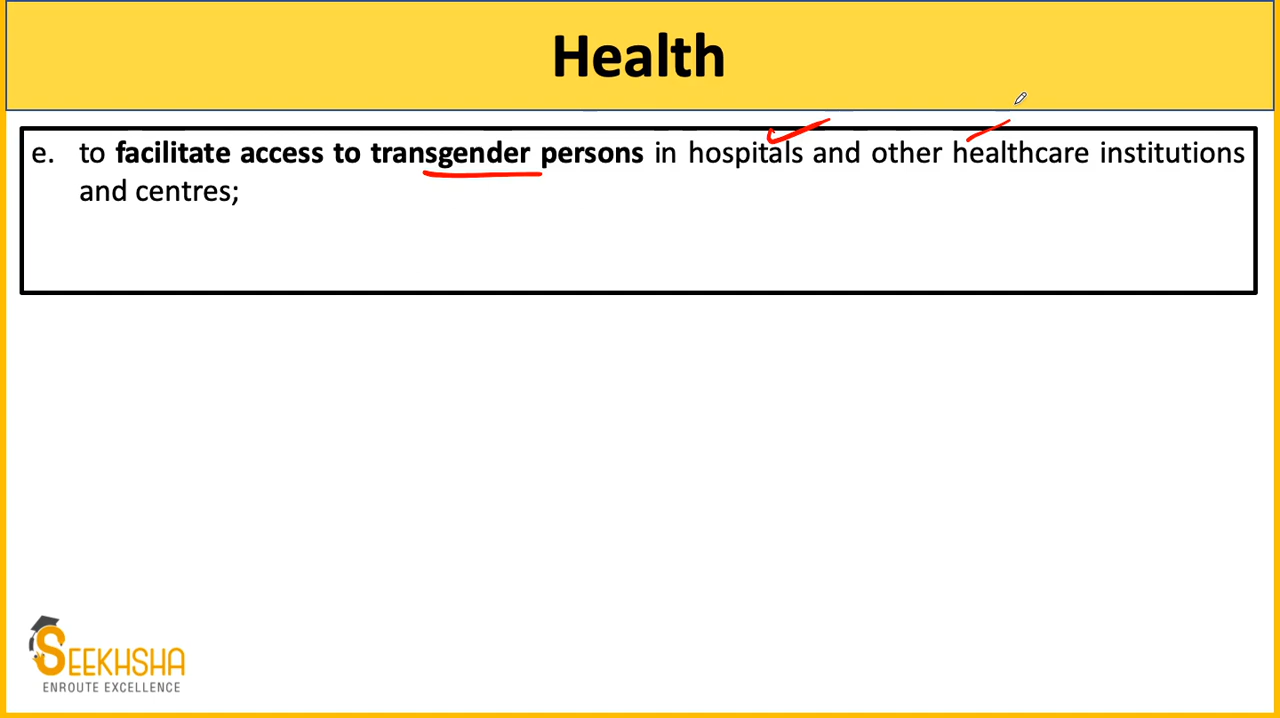 Health
e. to facilitate access to transgender persons in hospitals and other healthcare institutions
and centres;
SEEKHSHA
ENROUTE EXCELLENCE